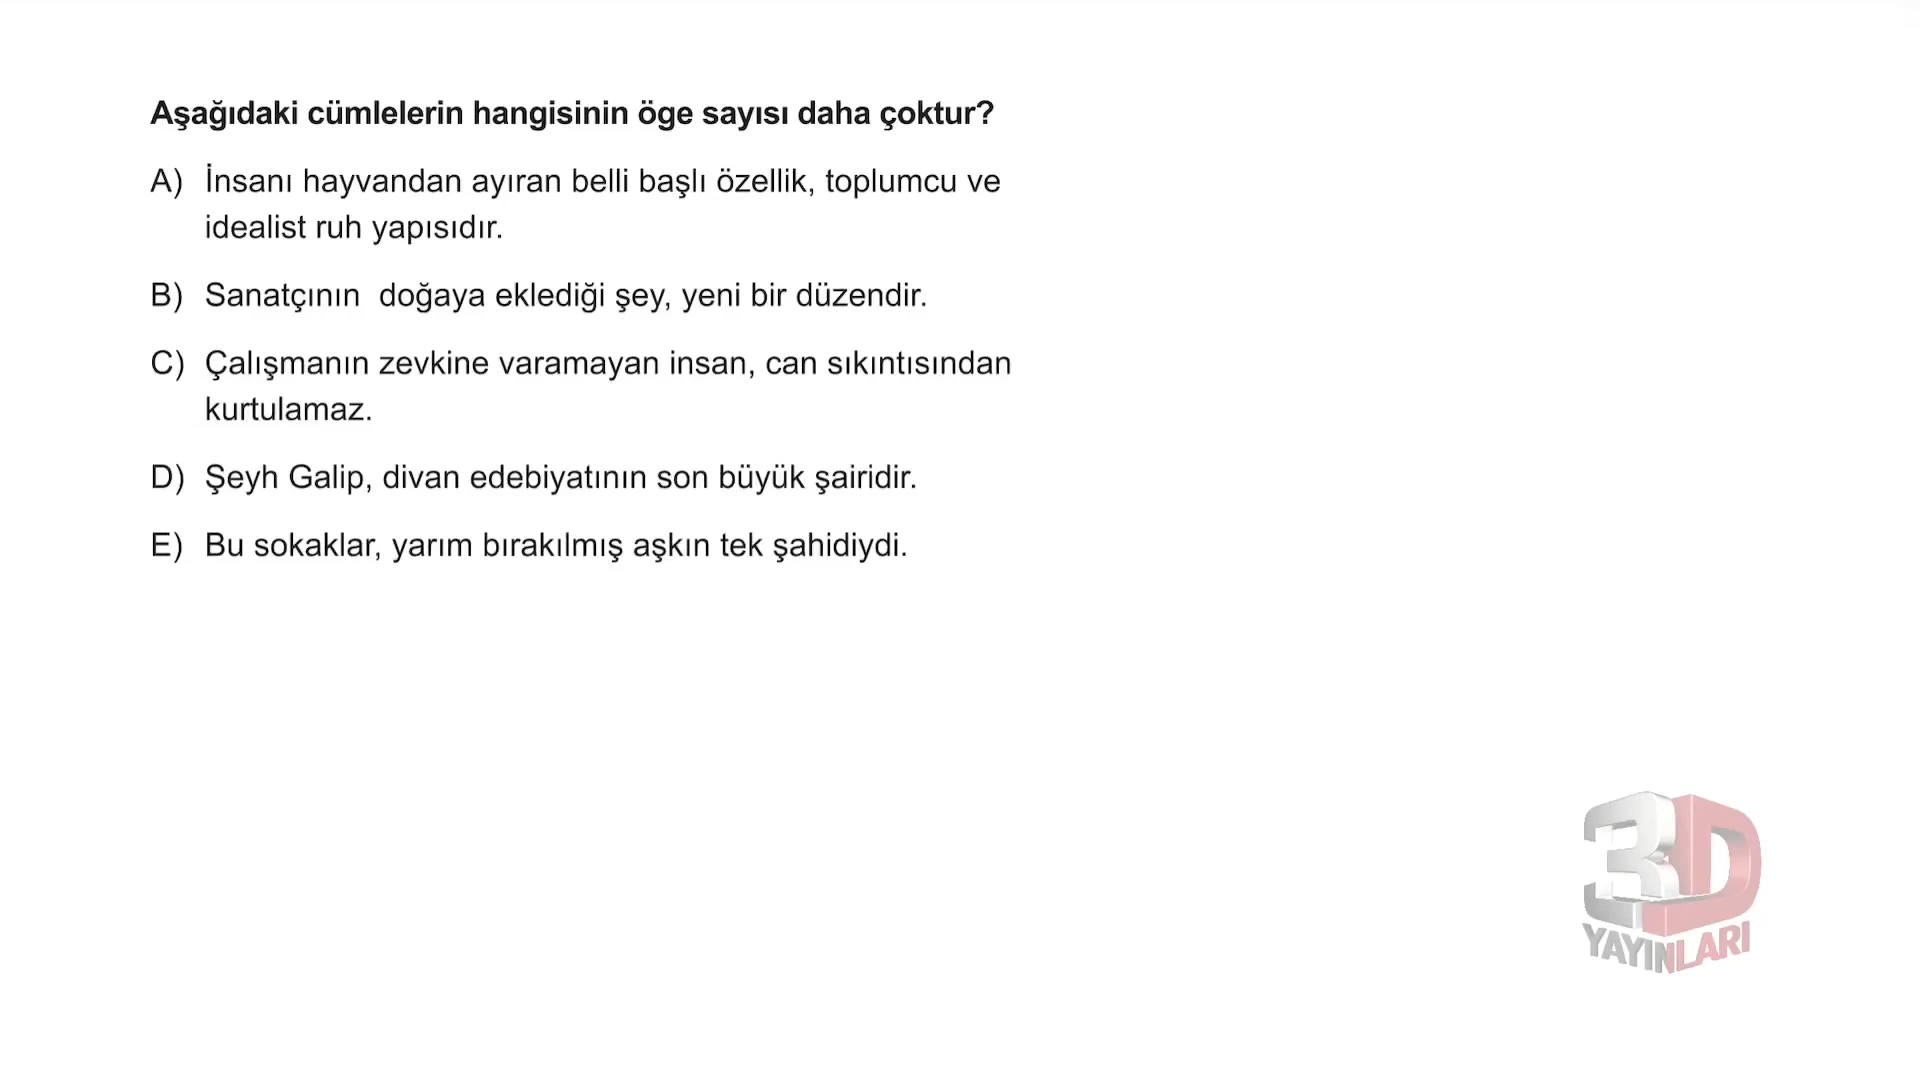 Aşağıdaki cümlelerin hangisinin öge sayısı daha çoktur?
A) İnsanı hayvandan ayıran belli başlı özellik, toplumcu ve
idealist ruh yapısıdır.
B) Sanatçının doğaya eklediği şey, yeni bir düzendir.
C) Çalışmanın zevkine varamayan insan, can sıkıntısından
kurtulamaz.
D) Şeyh Galip, divan edebiyatının son büyük şairidir.
E) Bu sokaklar, yarım bırakılmış aşkın tek şahidiydi.
3D
YAYINLARI